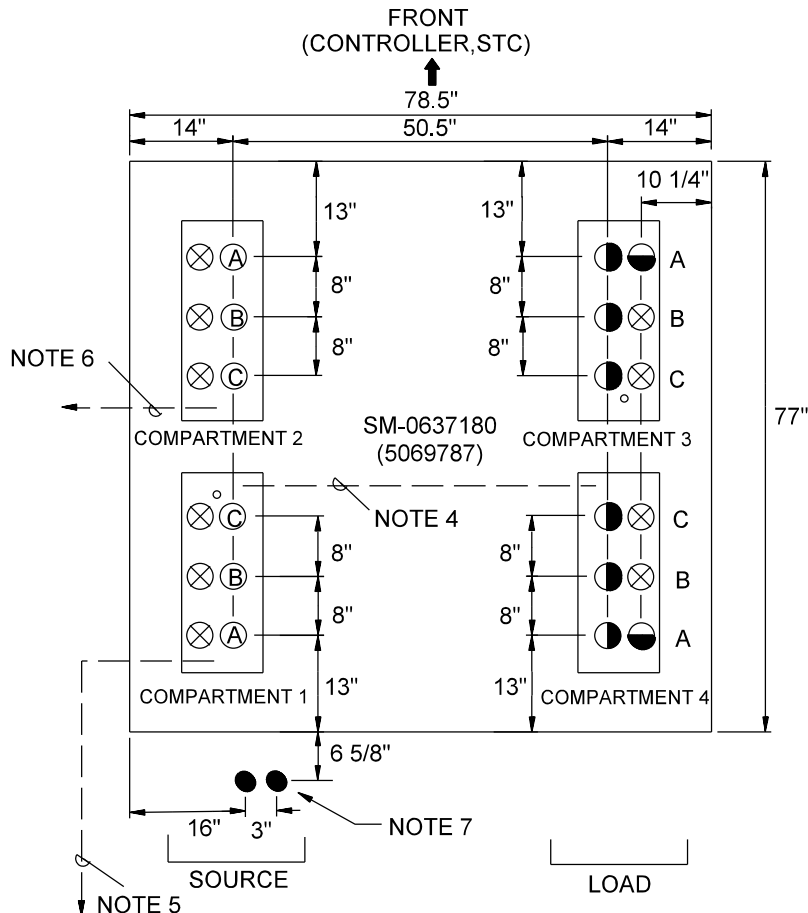 FRONT
(CONTROLLER,STC)
78.5"
14"
50.5"
14"
10 1/4"
13"
13"
A
A
8"
8"
B
B
8"
8"
C
C
NOTE 6
COMPARTMENT 2
SM-0637180
(5069787)
COMPARTMENT 3
77"
NOTE 4
C
C
8"
8"
B
B
8"
8"
A
A
13"
13"
COMPARTMENT 1
COMPARTMENT 4
6 5/8"
16"
3"
NOTE 7
SOURCE
LOAD
NOTE 5